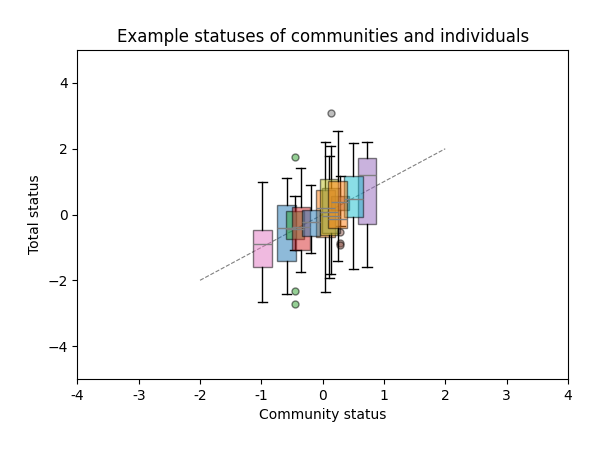 Example statuses of communities and individuals
Total status
4
2
0
−2
−4
-4 -3 -2 -1 0 1 2 3 4
Community status